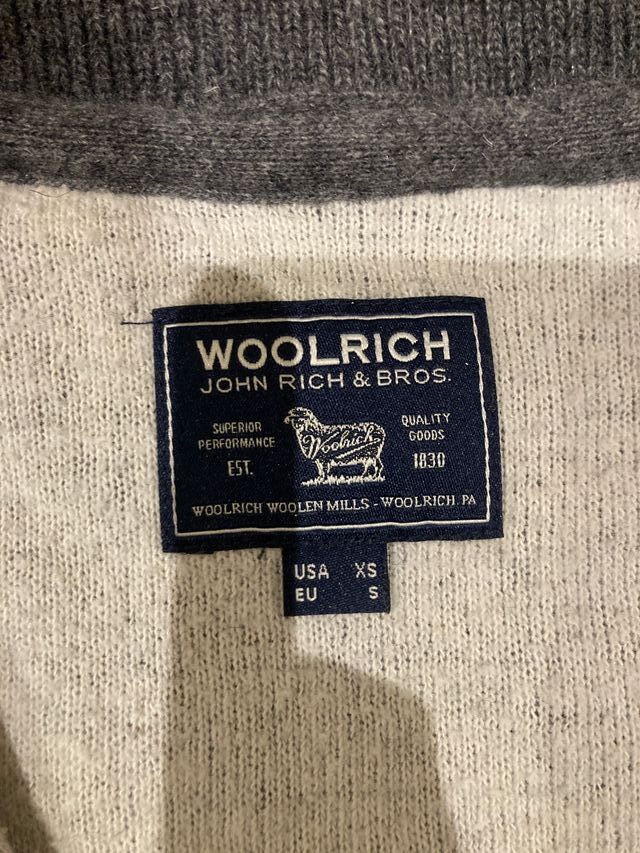 WOOLRICH
JOHN RICH & BROS.
SUPERIOR
PERFORMANCE
EST.
Woolrich
QUALITY
GOODS
1830
WOOLRICH WOOLEN MILLS - WOOLRICH, PA
USA XS
EU S